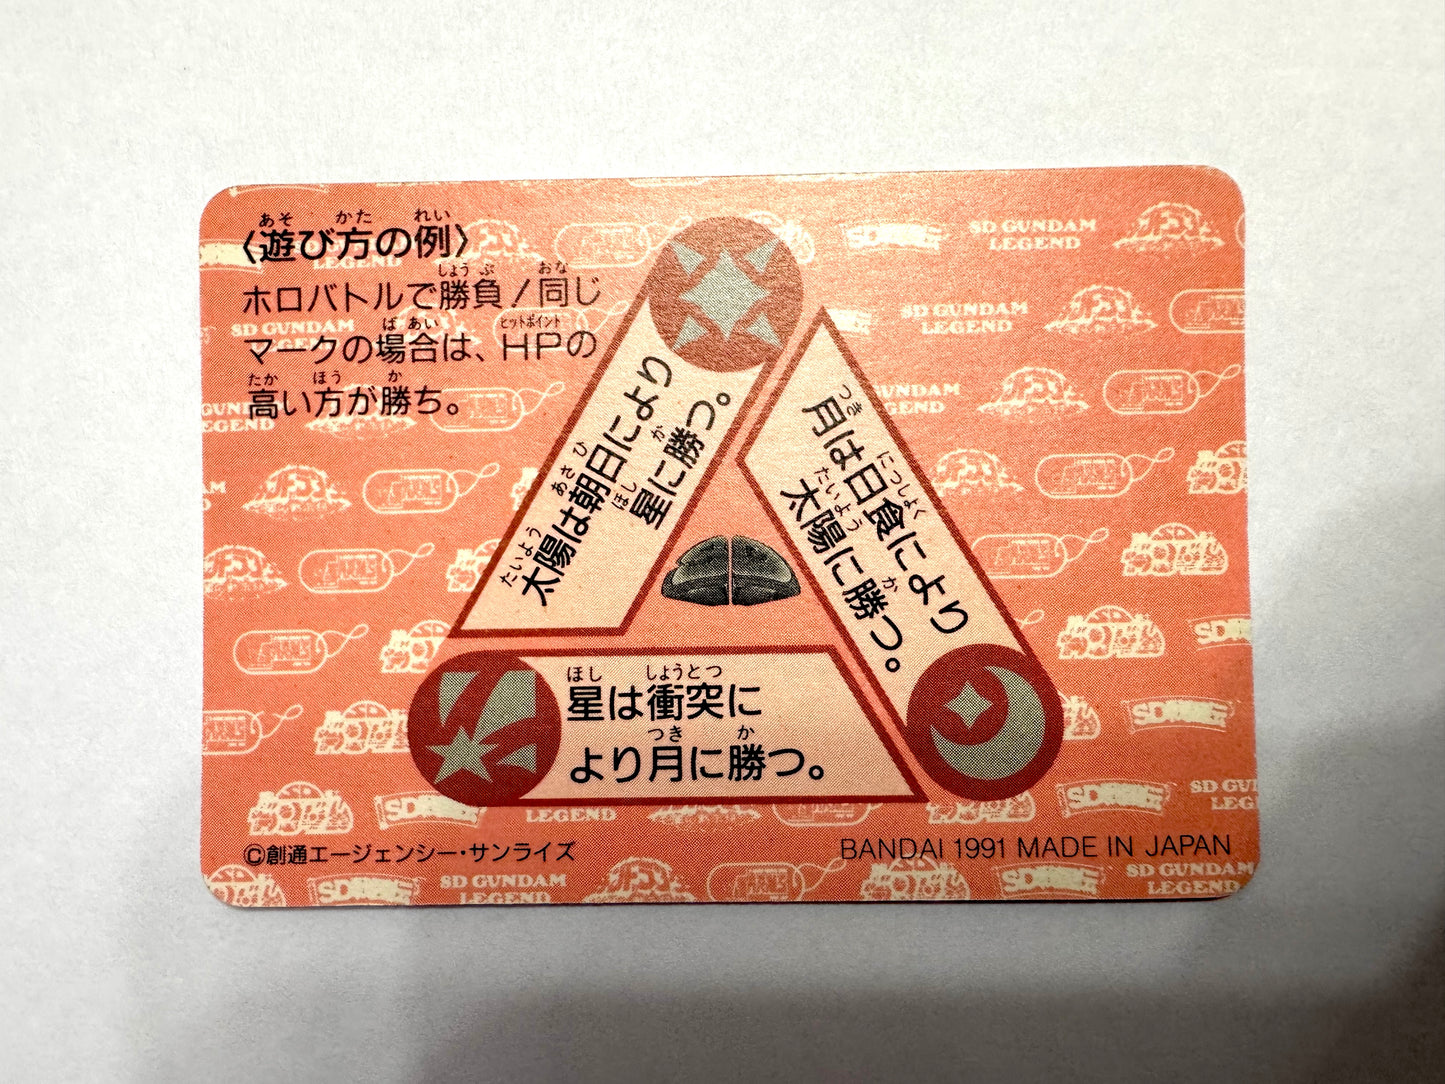 〈遊び方の例〉
ホロバトルで勝負!同じ
マークの場合は、HPの
高い方が勝ち。
太陽は朝日により
星に勝つ。
月は日食により
太陽に勝つ。
星は衝突に
より月に勝つ。
©創通エージェンシー・サンライズ
BANDAI 1991 MADE IN JAPAN
SD GUNDAM
LEGEND